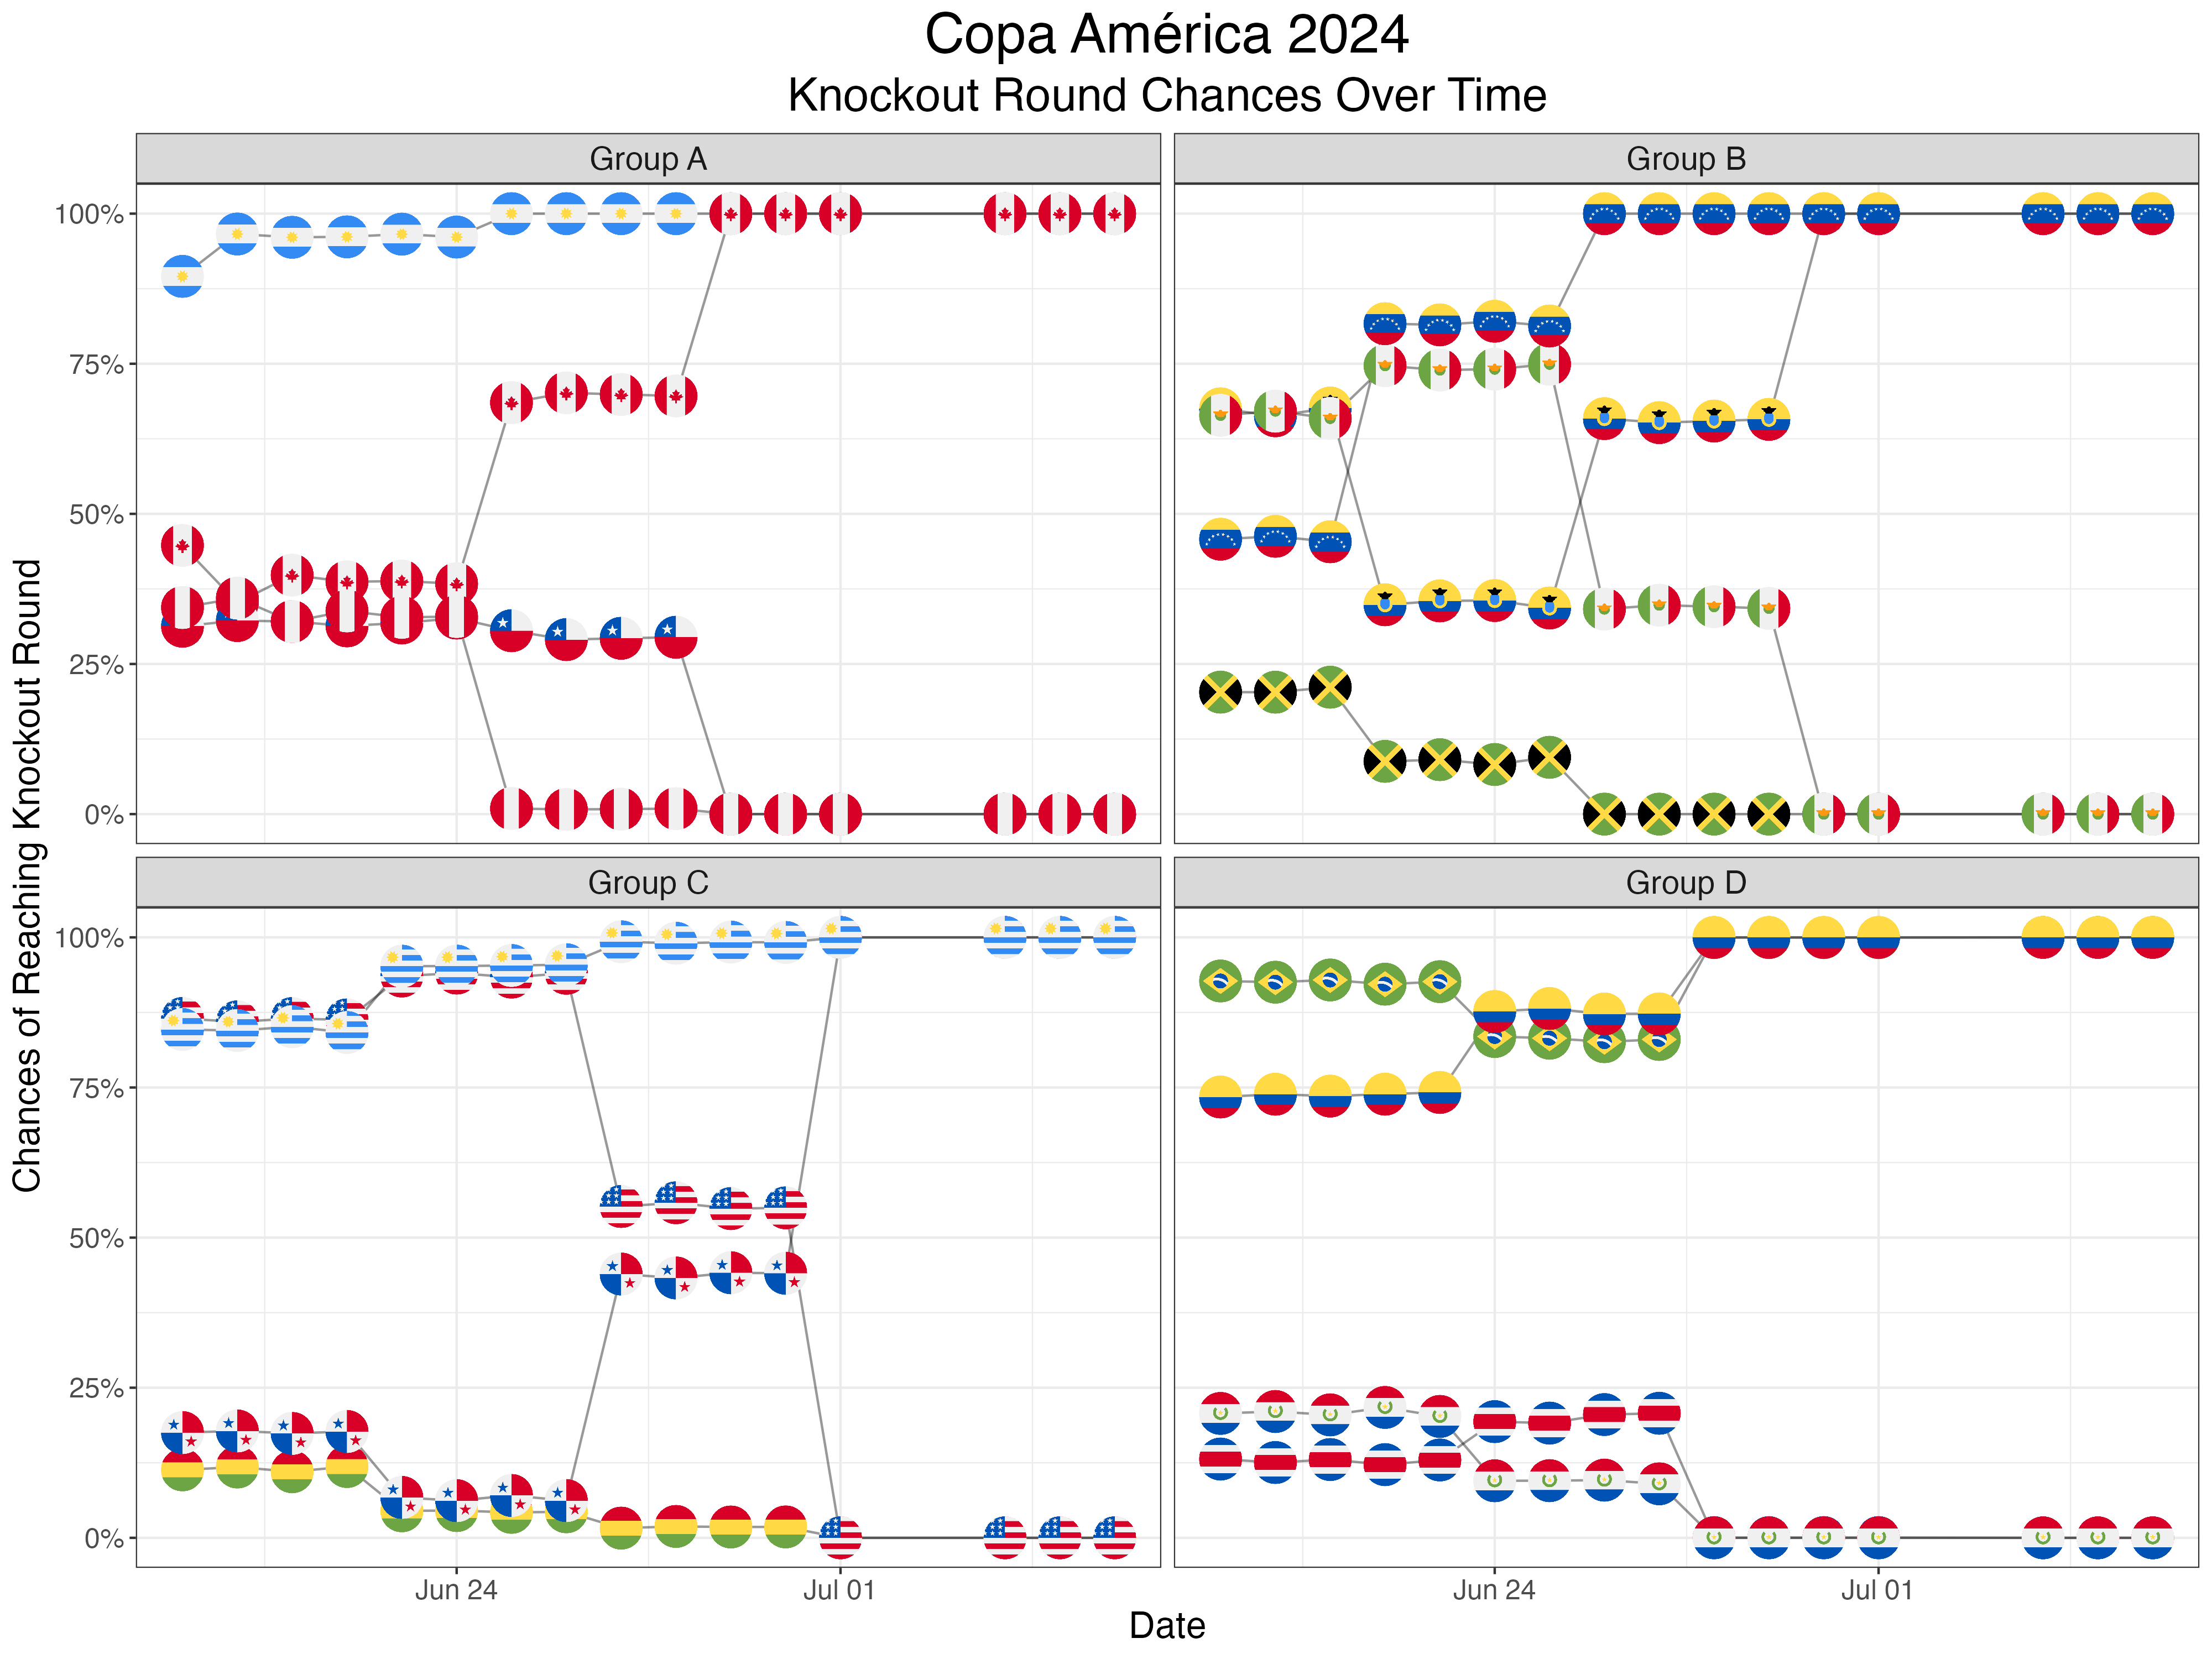 Copa América 2024
Knockout Round Chances Over Time
Group A
Group B
100%
75%
50%
25%
0%
Group C
Group D
100%
75%
50%
25%
0%
Chances of Reaching Knockout Round
Jun 24
Jul 01
Jun 24
Jul 01
Date